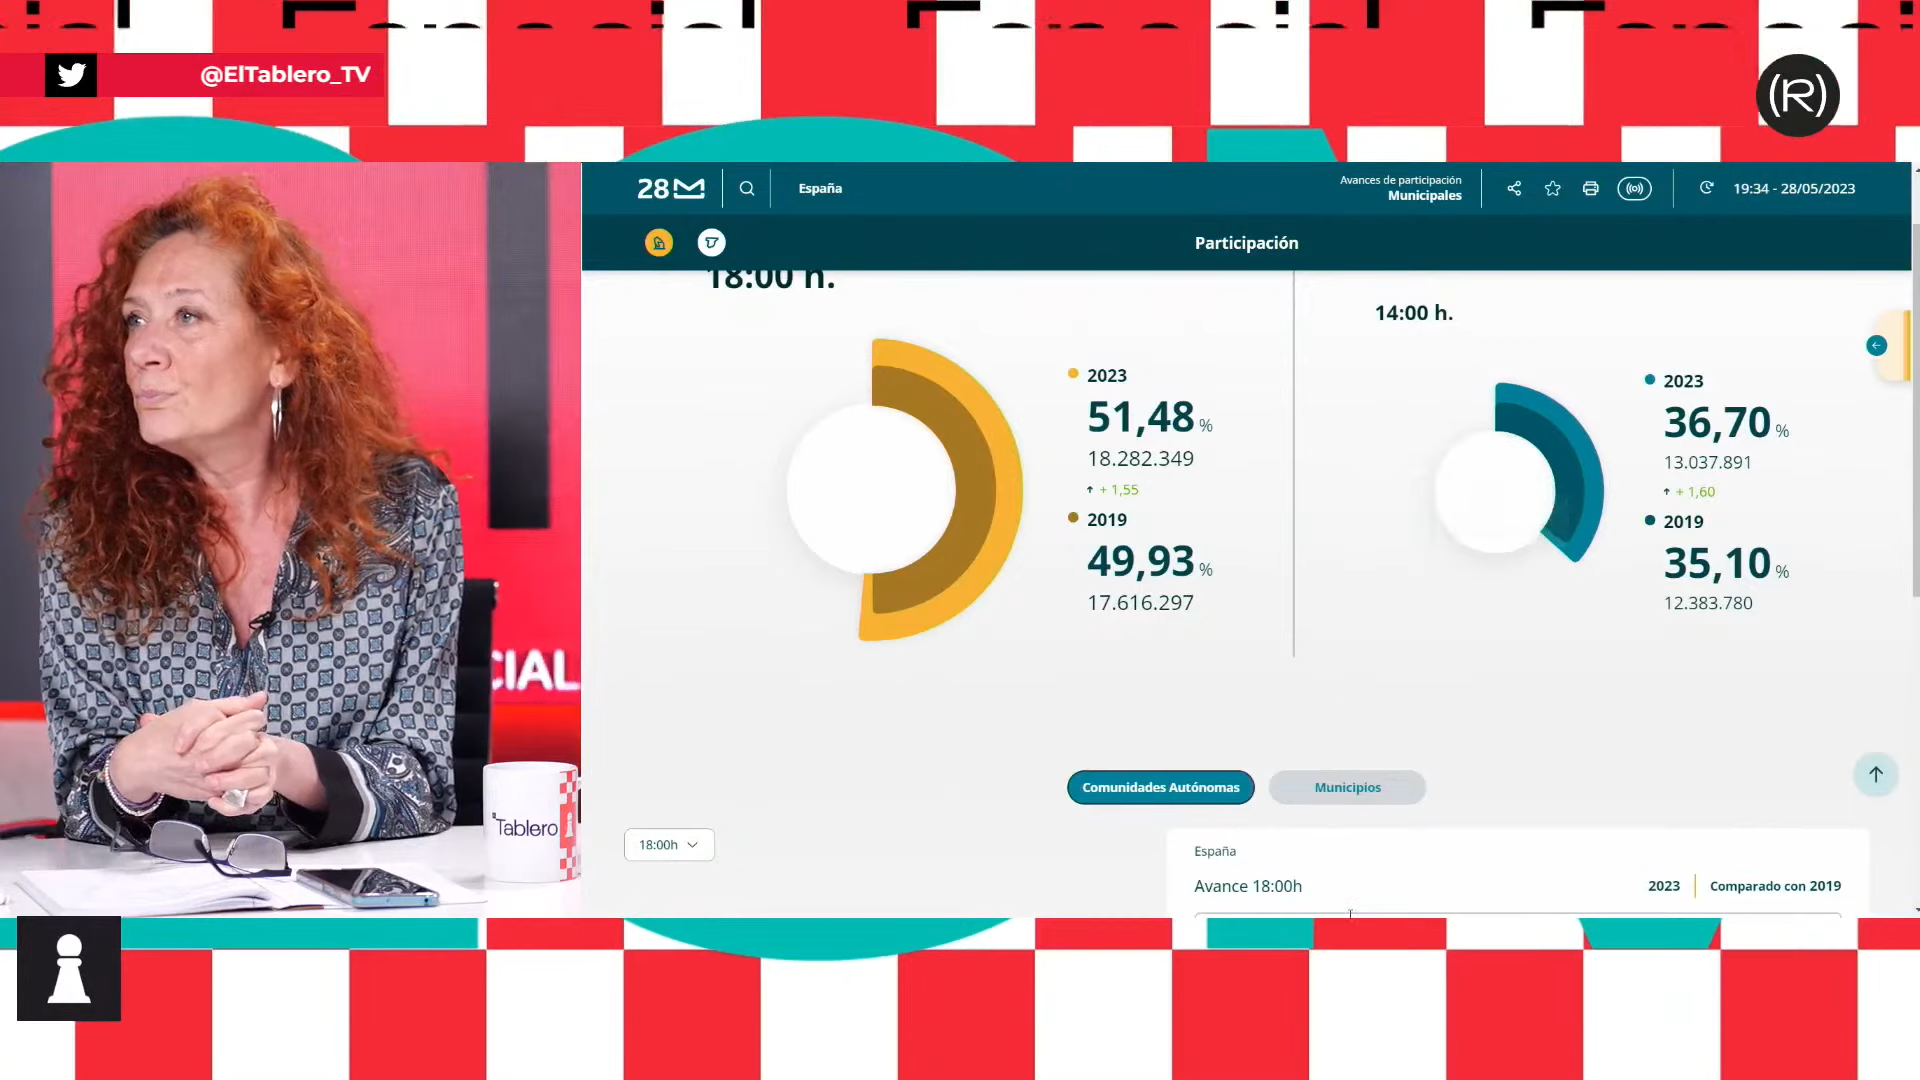 @ElTablero_TV
(R)
28M
España
Avances de participación
Municipales
19:34 - 28/05/2023
Participación
18:00 h.
14:00 h.
2023
51,48 %
18.282.349
+ 1,55
2019
49,93 %
17.616.297
2023
36,70 %
13.037.891
+ 1,60
2019
35,10 %
12.383.780
Comunidades Autónomas
Municipios
18:00h
España
Avance 18:00h
2023
Comparado con 2019
CIAL
El Tablero